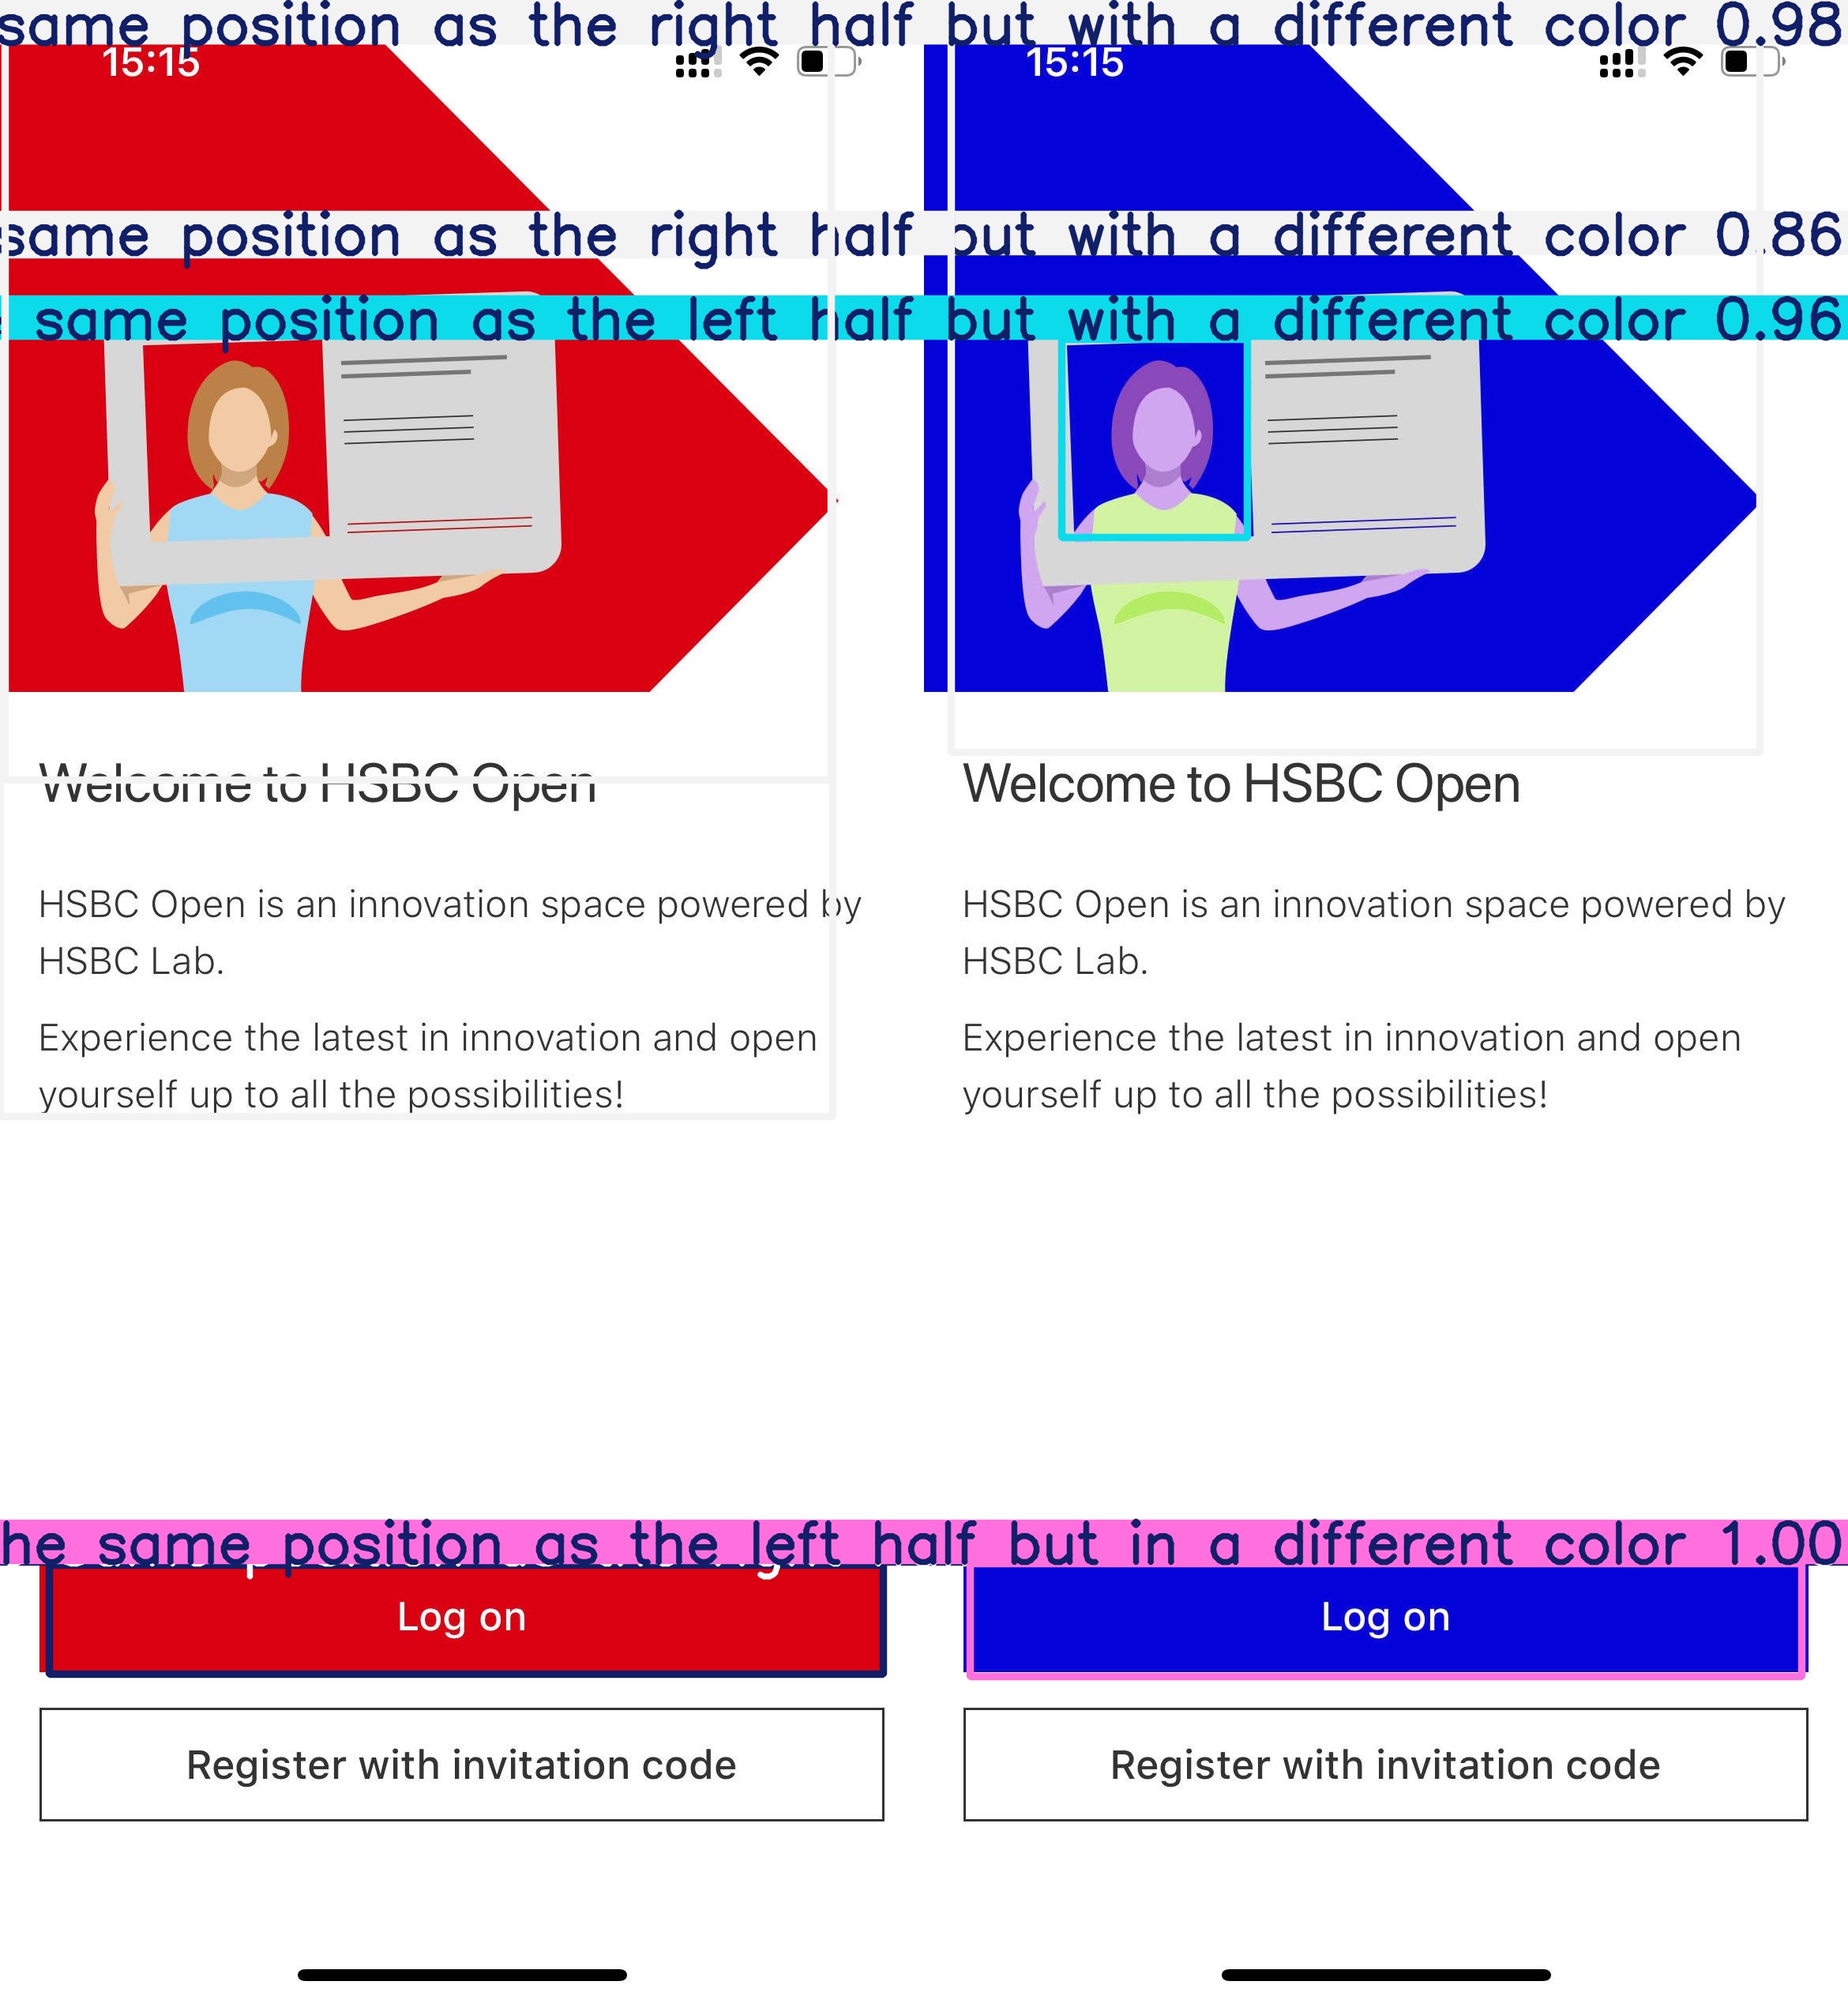 same position as the right half but with a different color 0.98
15:15
15:15
same position as the right half but with a different color 0.86
same position as the left half but with a different color 0.96
Welcome to HSBC Open
Welcome to HSBC Open
HSBC Open is an innovation space powered by
HSBC Lab.
Experience the latest in innovation and open
yourself up to all the possibilities!
HSBC Open is an innovation space powered by
HSBC Lab.
Experience the latest in innovation and open
yourself up to all the possibilities!
he same position as the left half but in a different color 1.00
Log on
Log on
Register with invitation code
Register with invitation code